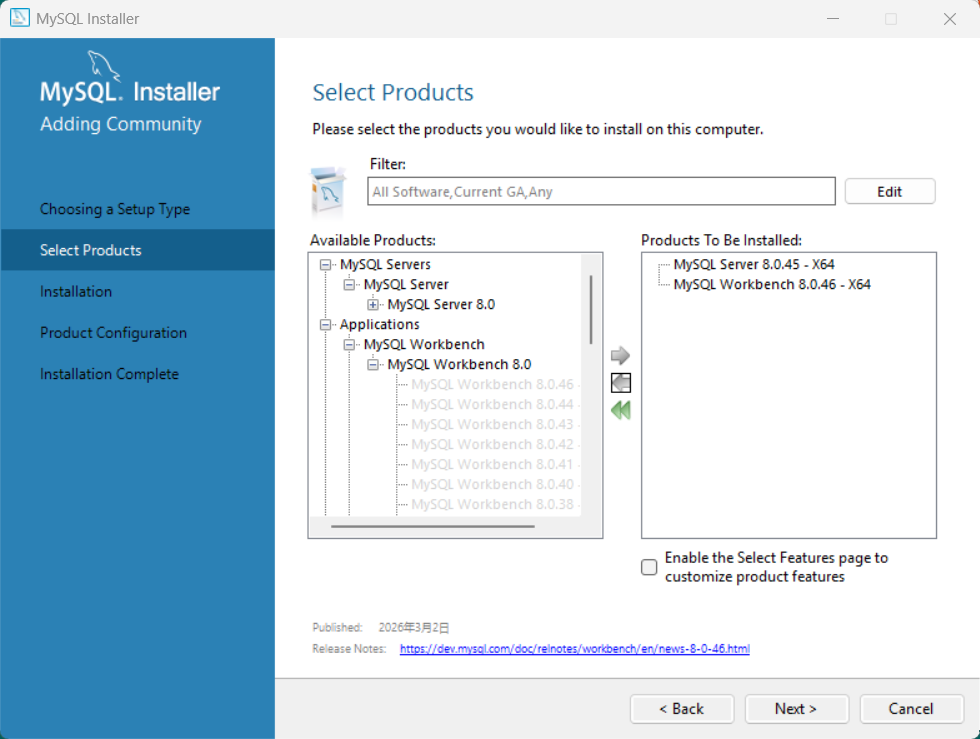 MySQL Installer
MySQL. Installer
Adding Community
Choosing a Setup Type
Select Products
Installation
Product Configuration
Installation Complete
Select Products
Please select the products you would like to install on this computer.
Filter:
All Software,Current GA,Any
Edit
Available Products:
MySQL Servers
MySQL Server
MySQL Server 8.0
Applications
MySQL Workbench
MySQL Workbench 8.0
MySQL Workbench 8.0.46 -
MySQL Workbench 8.0.44 -
MySQL Workbench 8.0.43 -
MySQL Workbench 8.0.42 -
MySQL Workbench 8.0.41 -
MySQL Workbench 8.0.40 -
MySQL Workbench 8.0.38 -
Products To Be Installed:
MySQL Server 8.0.45 - X64
MySQL Workbench 8.0.46 - X64
Enable the Select Features page to
customize product features
Published: 2026年3月2日
Release Notes: https://dev.mysql.com/doc/relnotes/workbench/en/news-8-0-46.html
< Back
Next >
Cancel